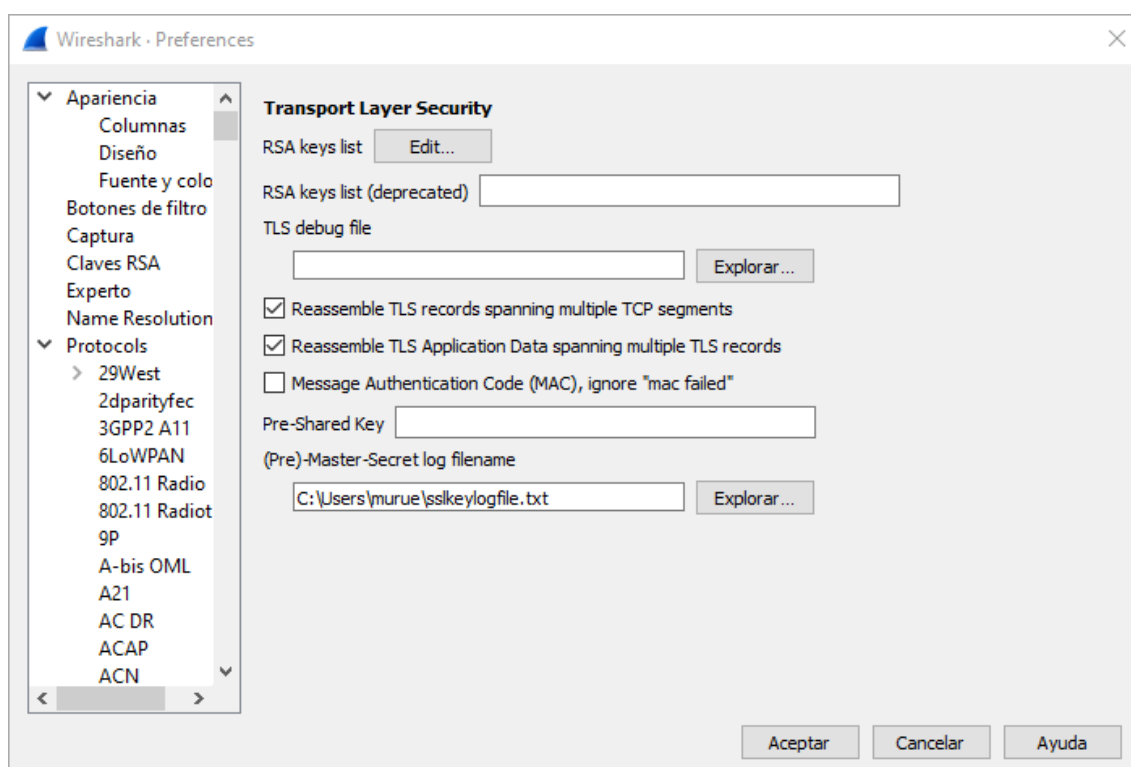 Wireshark · Preferences
Apariencia
Columnas
Diseño
Fuente y colo
Botones de filtro
Captura
Claves RSA
Experto
Name Resolution
Protocols
29West
2dparityfec
3GPP2 A11
6LoWPAN
802.11 Radio
802.11 Radiot
9P
A-bis OML
A21
AC DR
ACAP
ACN
Transport Layer Security
RSA keys list Edit...
RSA keys list (deprecated)
TLS debug file
Explorar...
Reassemble TLS records spanning multiple TCP segments
Reassemble TLS Application Data spanning multiple TLS records
Message Authentication Code (MAC), ignore "mac failed"
Pre-Shared Key
(Pre)-Master-Secret log filename
C:\Users\murue\sslkeylogfile.txt Explorar...
Aceptar Cancelar Ayuda